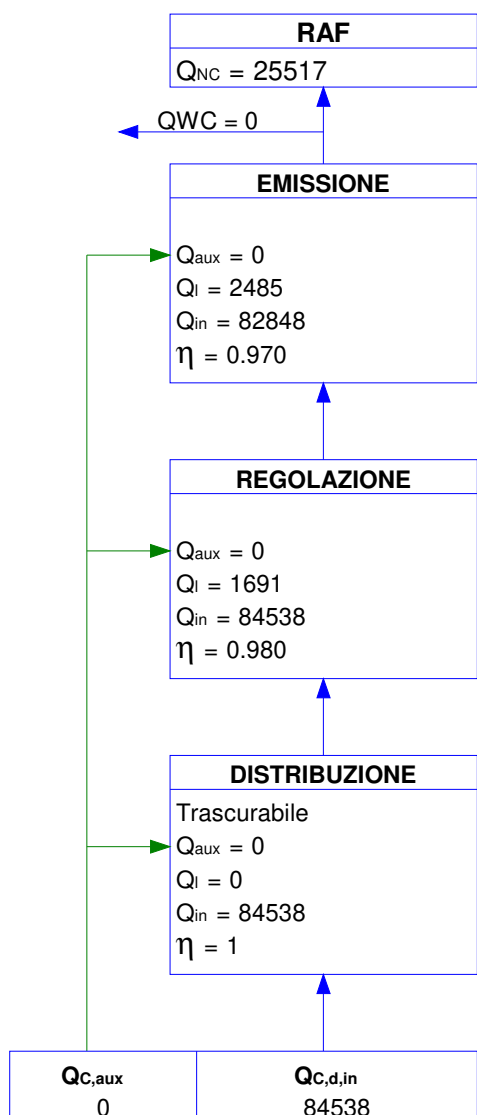 RAF
QNC = 25517
QWC = 0
EMISSIONE
Qaux = 0
Ql = 2485
Qin = 82848
η = 0.970
REGOLAZIONE
Qaux = 0
Ql = 1691
Qin = 84538
η = 0.980
DISTRIBUZIONE
Trascurabile
Qaux = 0
Ql = 0
Qin = 84538
η = 1
QC,aux QC,d,in
0 84538